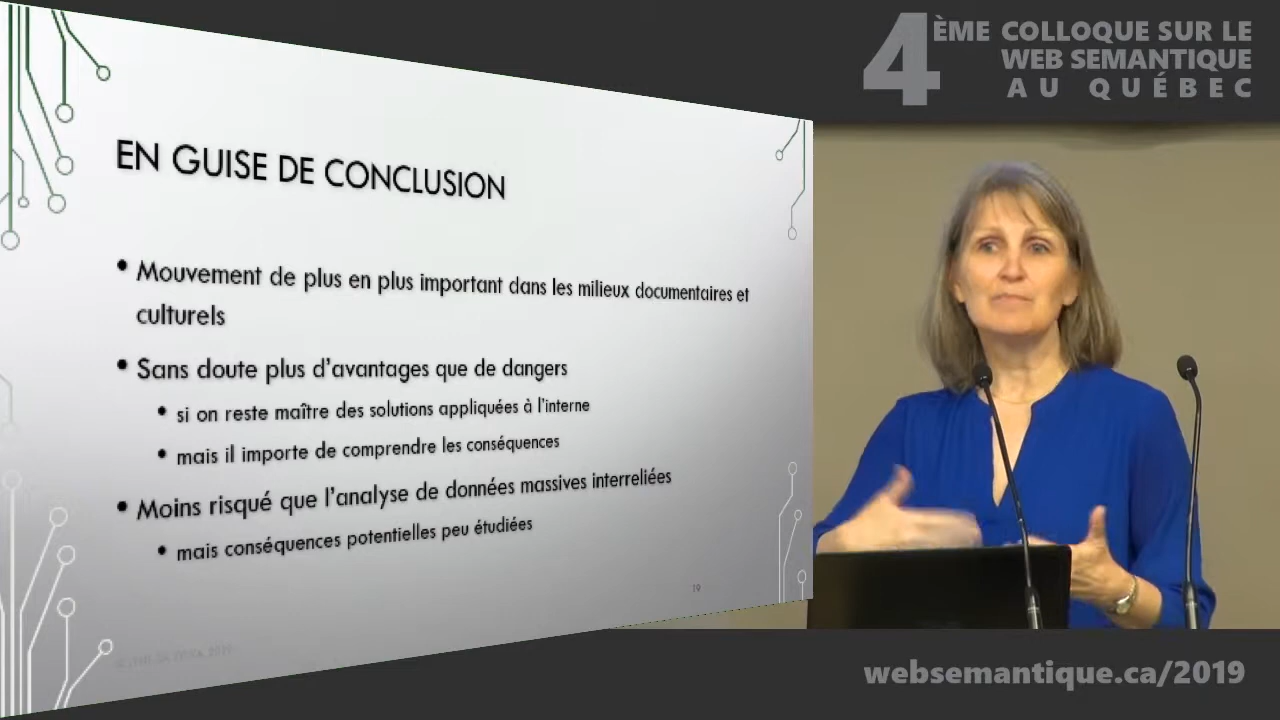 4ÈME COLLOQUE SUR LE
WEB SEMANTIQUE
AU QUÉBEC
EN GUISE DE CONCLUSION
• Mouvement de plus en plus important dans les milieux documentaires et
culturels
• Sans doute plus d'avantages que de dangers
• si on reste maître des solutions appliquées à l'interne
• mais il importe de comprendre les conséquences
• Moins risqué que l'analyse de données massives interreliées
• mais conséquences potentielles peu étudiées
19
websemantique.ca/2019